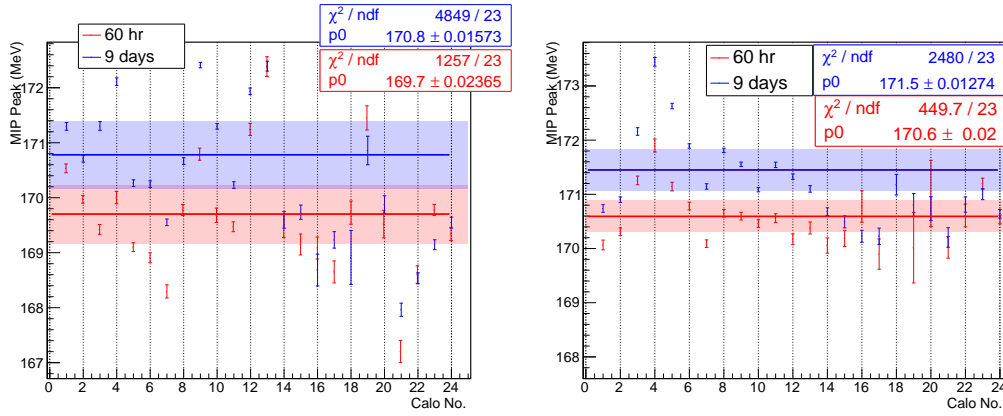 60 hr
9 days
χ² / ndf 4849 / 23
p0 170.8 ± 0.01573
χ² / ndf 1257 / 23
p0 169.7 ± 0.02365
MIP Peak (MeV)
172
171
170
169
168
167
0 2 4 6 8 10 12 14 16 18 20 22 24
Calo No.
60 hr
9 days
χ² / ndf 2480 / 23
p0 171.5 ± 0.01274
χ² / ndf 449.7 / 23
p0 170.6 ± 0.02
MIP Peak (MeV)
173
172
171
170
169
168
0 2 4 6 8 10 12 14 16 18 20 22 24
Calo No.